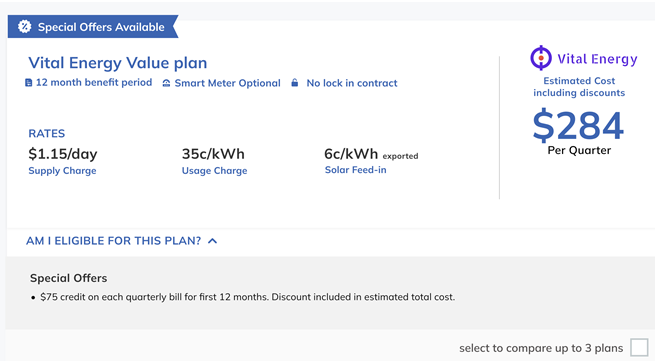 Special Offers Available
Vital Energy Value plan
12 month benefit period Smart Meter Optional No lock in contract
Vital Energy
Estimated Cost
including discounts
$284
Per Quarter
RATES
$1.15/day 35c/kWh 6c/kWh exported
Supply Charge Usage Charge Solar Feed-in
AM I ELIGIBLE FOR THIS PLAN?
Special Offers
• $75 credit on each quarterly bill for first 12 months. Discount included in estimated total cost.
select to compare up to 3 plans